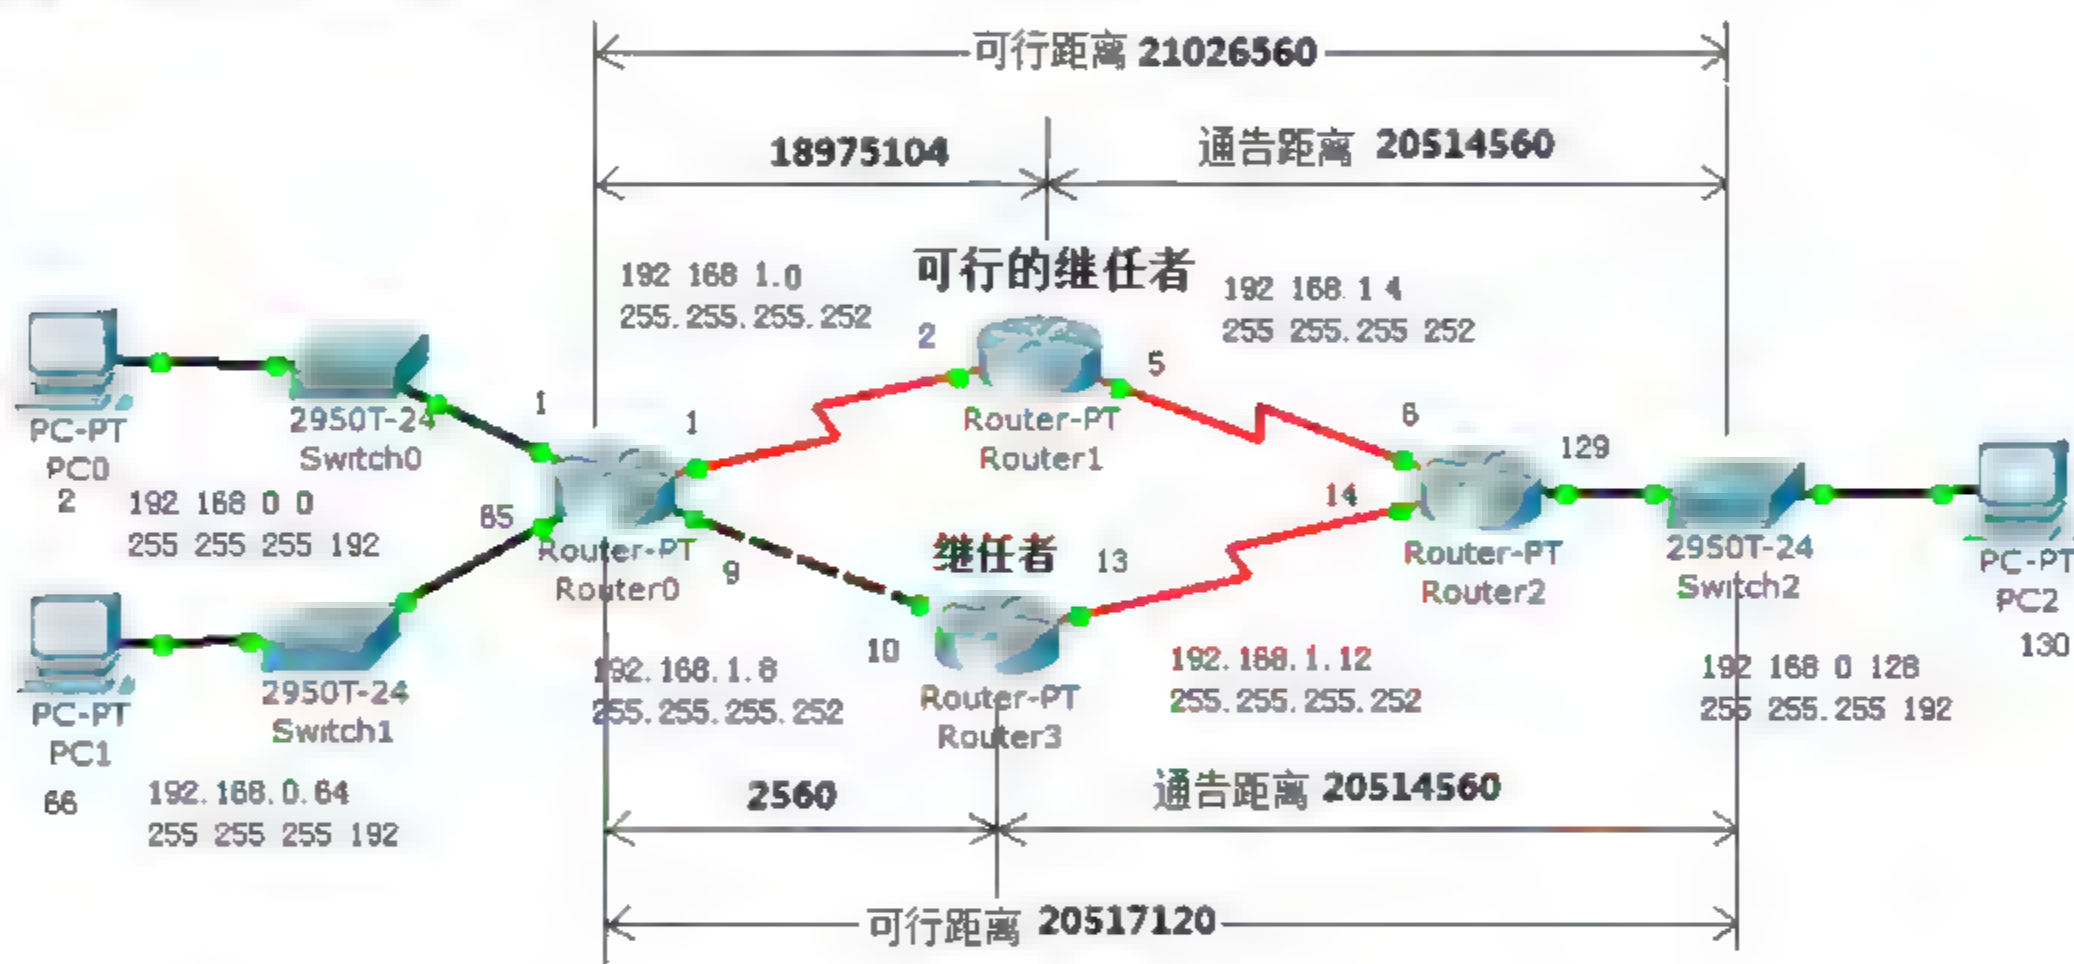 可行距离 21026560
18975104
通告距离 20514560
192 168 1.0
255.255.255.252
可行的继任者
192 168 1 4
255 255.255 252
2
5
1
1
6
129
PC-PT
PC0
2
2950T-24
Switch0
Router-PT
Router1
192 168 0 0
255 255 255 192
65
Router-PT
Router0
9
继任者
13
14
Router-PT
Router2
2950T-24
Switch2
PC-PT
PC2
130
10
192.168.1.8
255.255.255.252
Router-PT
Router3
192.168.1.12
255.255.255.252
192 168 0 128
255 255.255 192
PC-PT
PC1
66
2950T-24
Switch1
192.168.0.64
255 255 255 192
2560
通告距离 20514560
可行距离 20517120